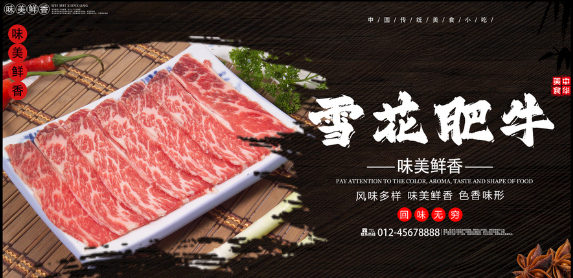 味美鲜香
味美鲜香
中国传统美食小吃
中华
美食
雪花肥牛
味美鲜香
PAY ATTENTION TO THE COLOR, AROMA, TASTE AND SHAPE OF FOOD
风味多样 味美鲜香 色香味形
回味无穷
012-45678888